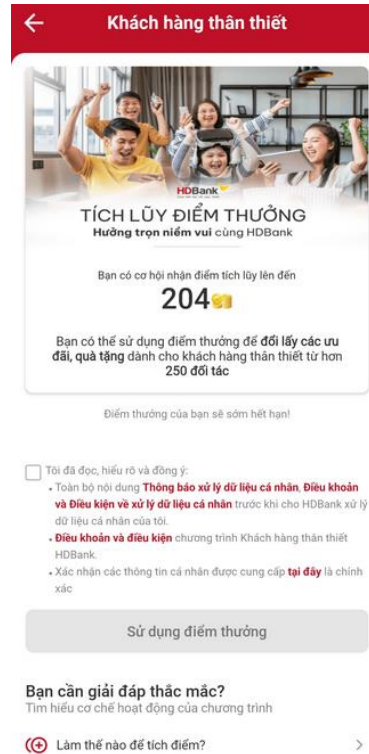 Khách hàng thân thiết
HDBank
TÍCH LŨY ĐIỂM THƯỞNG
Hưởng trọn niềm vui cùng HDBank
Bạn có cơ hội nhận điểm tích lũy lên đến
204
Bạn có thể sử dụng điểm thưởng để đổi lấy các ưu
đãi, quà tặng dành cho khách hàng thân thiết từ hơn
250 đối tác
Điểm thưởng của bạn sẽ sớm hết hạn!
Tôi đã đọc, hiểu rõ và đồng ý:
• Toàn bộ nội dung Thông báo xử lý dữ liệu cá nhân, Điều khoản
và Điều kiện về xử lý dữ liệu cá nhân trước khi cho HDBank xử lý
dữ liệu cá nhân của tôi.
• Điều khoản và điều kiện chương trình Khách hàng thân thiết
HDBank.
• Xác nhận các thông tin cá nhân được cung cấp tại đây là chính
xác
Sử dụng điểm thưởng
Bạn cần giải đáp thắc mắc?
Tìm hiểu cơ chế hoạt động của chương trình
Làm thế nào để tích điểm?